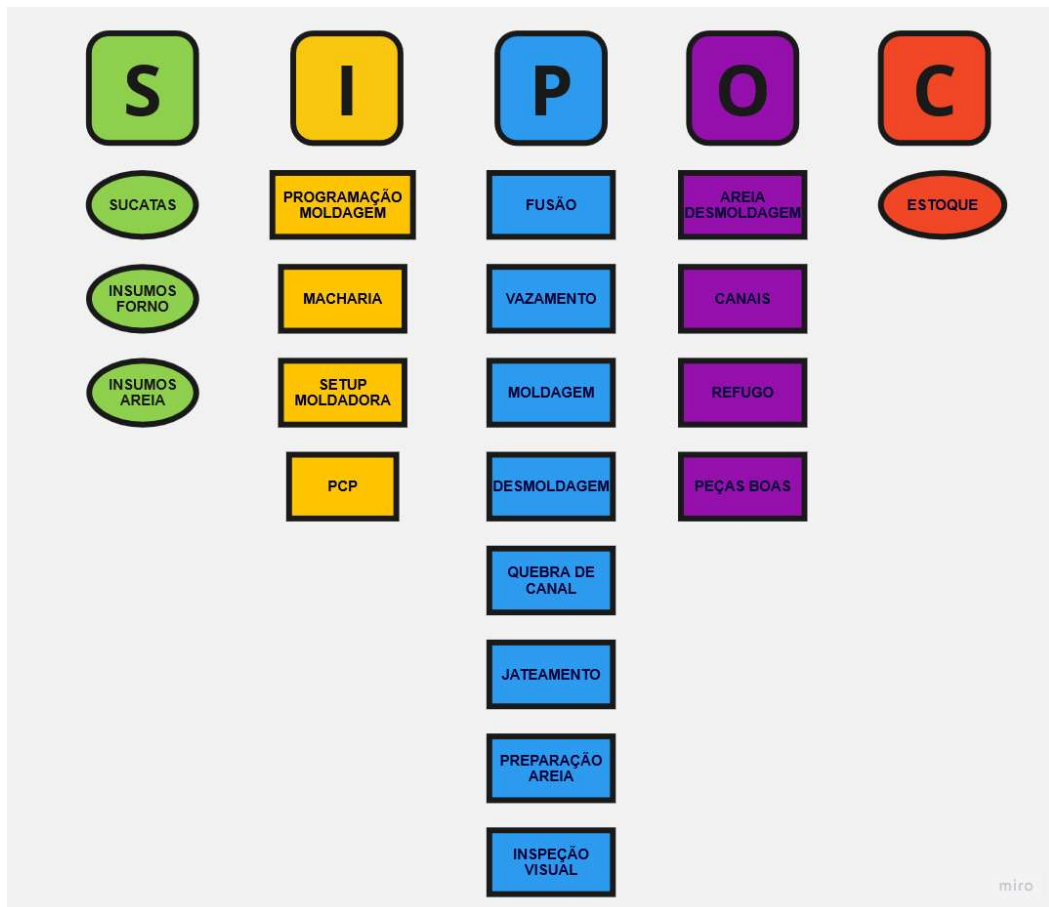 S
I
P
O
C
SUCATAS
PROGRAMAÇÃO
MOLDAGEM
FUSÃO
AREIA
DESMOLDAGEM
ESTOQUE
INSUMOS
FORNO
MACHARIA
VAZAMENTO
CANAIS
INSUMOS
AREIA
SETUP
MOLDADORA
MOLDAGEM
REFUGO
PCP
DESMOLDAGEM
PEÇAS BOAS
QUEBRA DE
CANAL
JATEAMENTO
PREPARAÇÃO
AREIA
INSPEÇÃO
VISUAL
miro